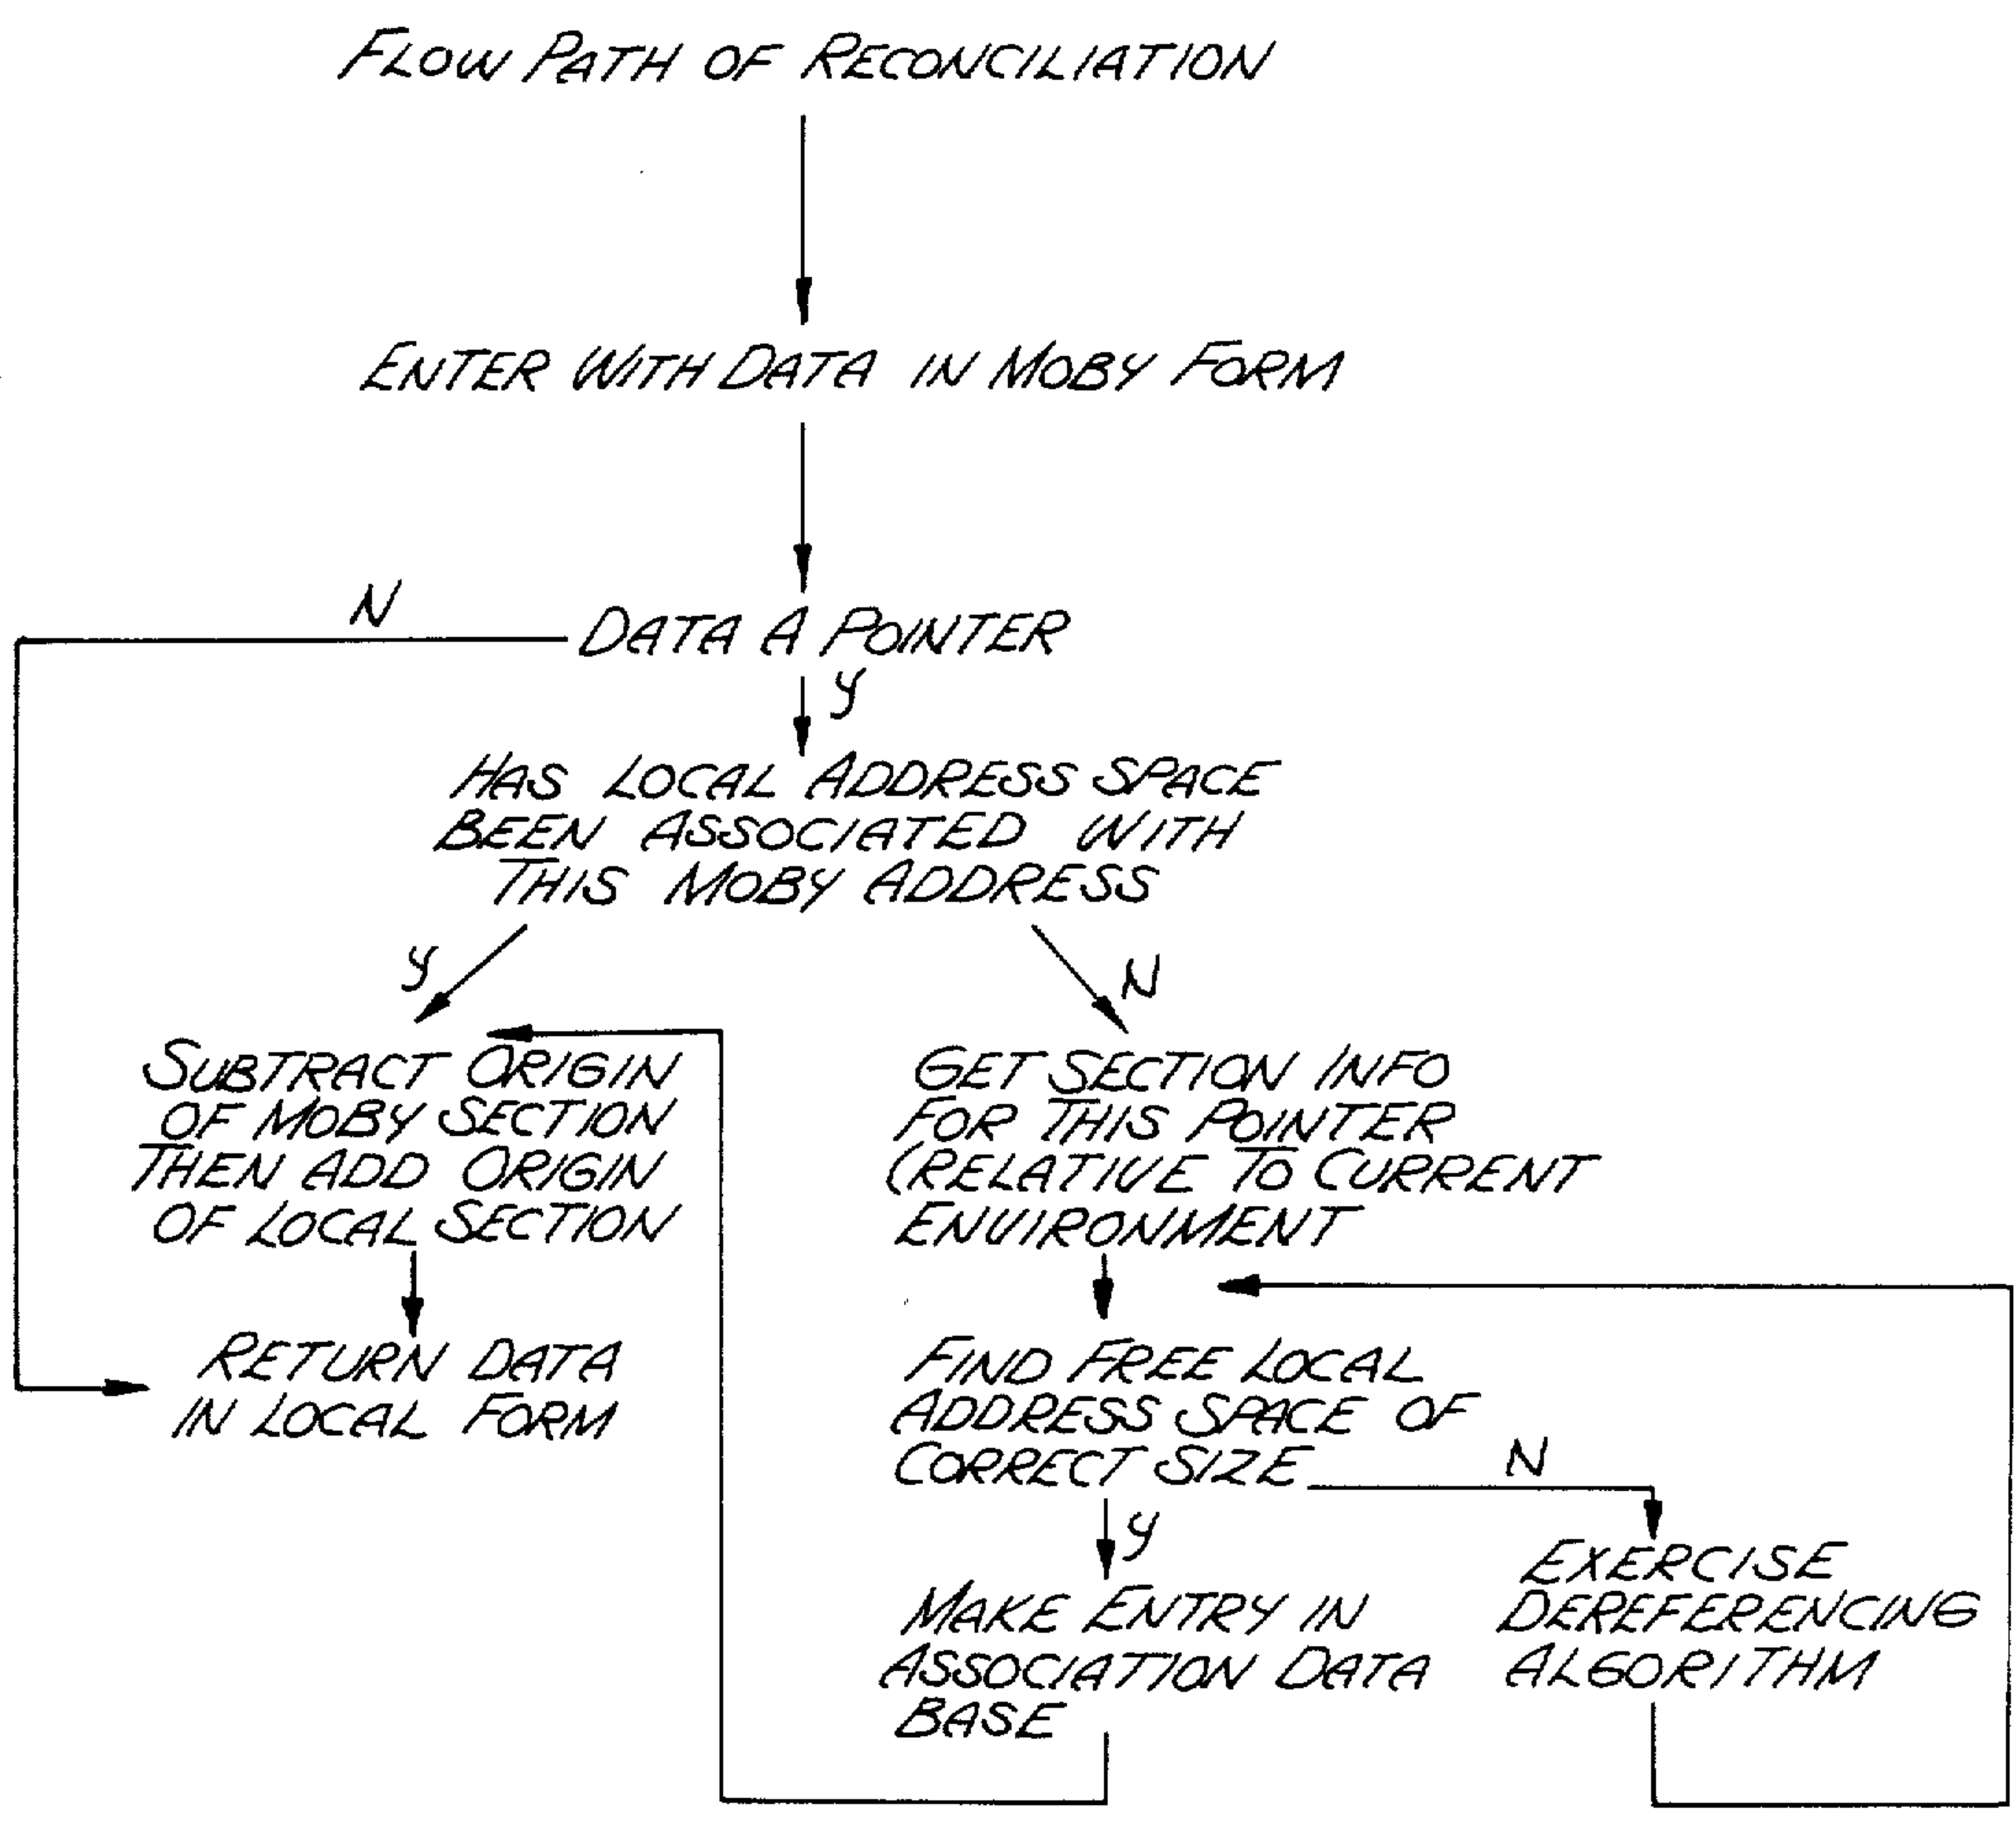 FLOW PATH OF RECONCILIATION
ENTER WITH DATA IN MOBY FORM
N
DATA A POINTER
Y
HAS LOCAL ADDRESS SPACE
BEEN ASSOCIATED WITH
THIS MOBY ADDRESS
Y
N
SUBTRACT ORIGIN
OF MOBY SECTION
THEN ADD ORIGIN
OF LOCAL SECTION
RETURN DATA
IN LOCAL FORM
GET SECTION INFO
FOR THIS POINTER
(RELATIVE TO CURRENT
ENVIRONMENT
FIND FREE LOCAL
ADDRESS SPACE OF
CORRECT SIZE
N
Y
MAKE ENTRY IN
ASSOCIATION DATA
BASE
EXERCISE
DEREFERENCING
ALGORITHM